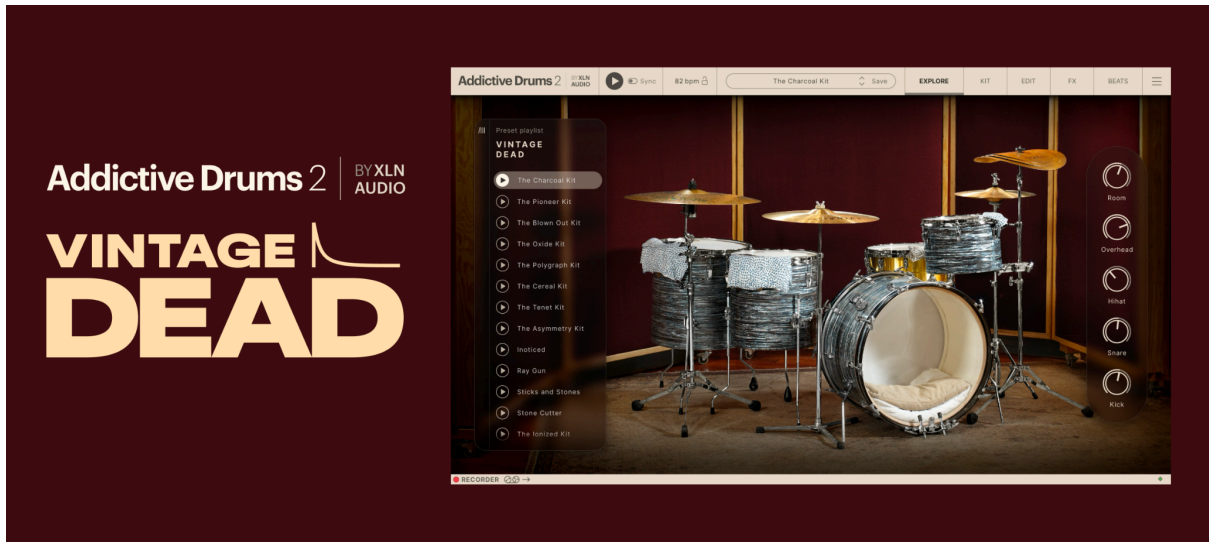 Addictive Drums 2 BY XLN AUDIO
VINTAGE
DEAD
Addictive Drums 2 BY XLN AUDIO Sync 82 bpm The Charcoal Kit Save EXPLORE KIT EDIT FX BEATS
Preset playlist
VINTAGE
DEAD
The Charcoal Kit
The Pioneer Kit
The Blown Out Kit
The Oxide Kit
The Polygraph Kit
The Cereal Kit
The Tenet Kit
The Asymmetry Kit
Inoticed
Ray Gun
Sticks and Stones
Stone Cutter
The Ionized Kit
Room
Overhead
Hihat
Snare
Kick
RECORDER